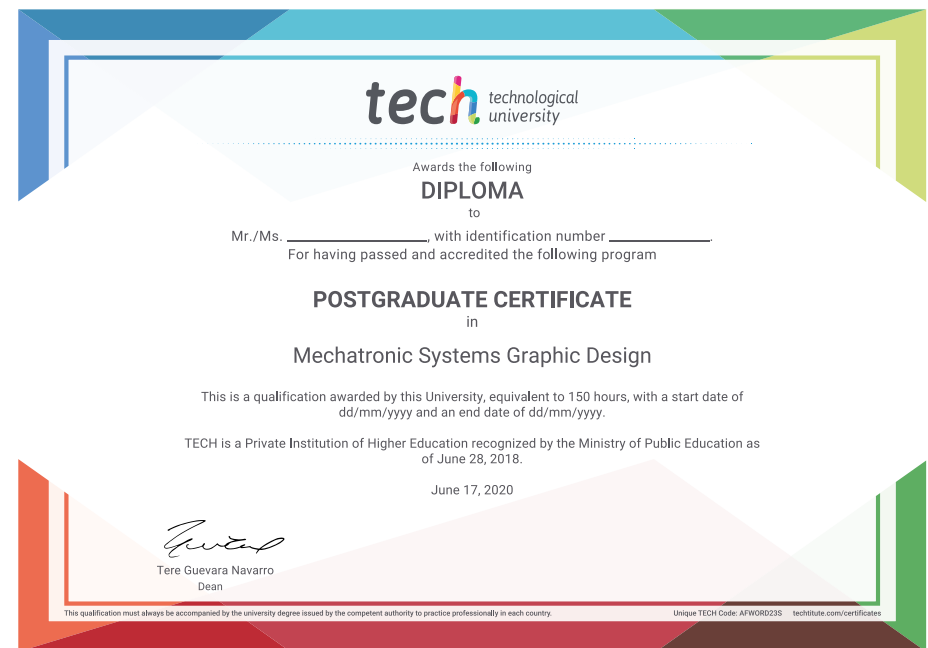 tech technological
university
Awards the following
DIPLOMA
to
Mr./Ms. ____________________, with identification number ______________.
For having passed and accredited the following program
POSTGRADUATE CERTIFICATE
in
Mechatronic Systems Graphic Design
This is a qualification awarded by this University, equivalent to 150 hours, with a start date of
dd/mm/yyyy and an end date of dd/mm/yyyy.
TECH is a Private Institution of Higher Education recognized by the Ministry of Public Education as
of June 28, 2018.
June 17, 2020
Tere Guevara Navarro
Dean
This qualification must always be accompanied by the university degree issued by the competent authority to practice professionally in each country. Unique TECH Code: AFWORD23S techtitute.com/certificates